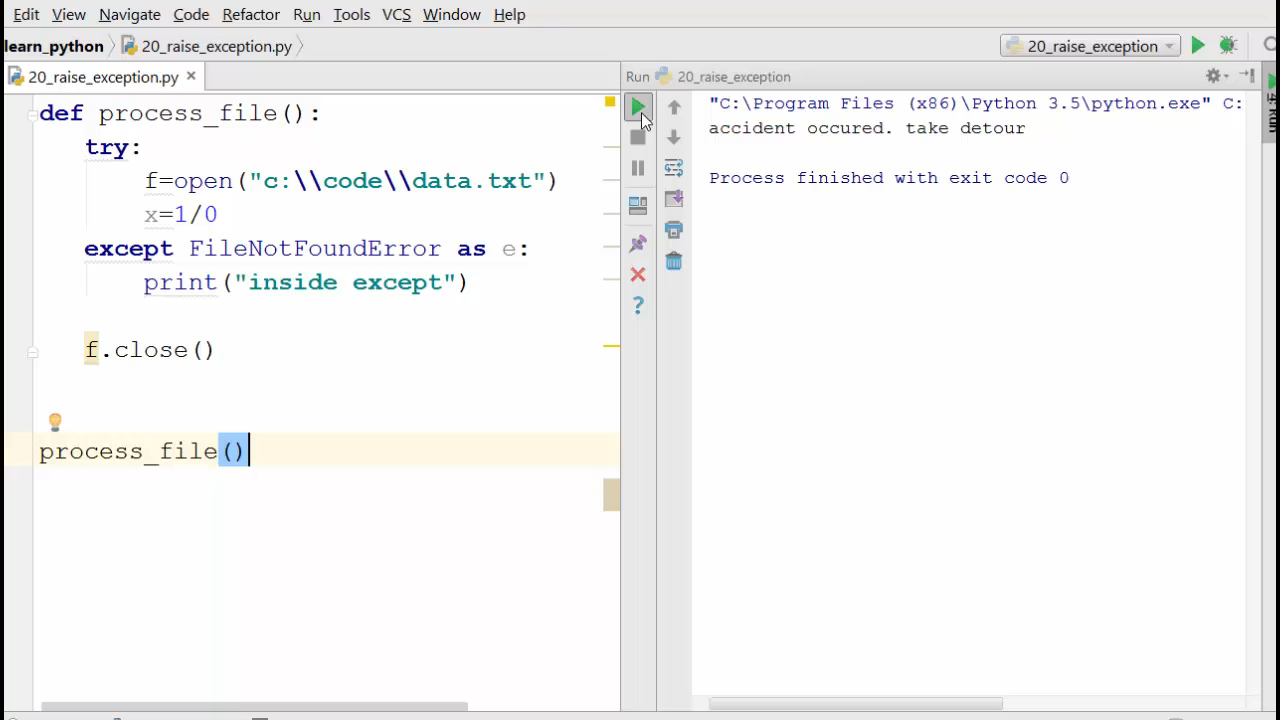 Edit View Navigate Code Refactor Run Tools VCS Window Help
learn_python 20_raise_exception.py 20_raise_exception
20_raise_exception.py × Run 20_raise_exception
def process_file():
try:
f=open("c:\\code\\data.txt")
x=1/0
except FileNotFoundError as e:
print("inside except")
f.close()
process_file()
"C:\Program Files (x86)\Python 3.5\python.exe" C:
accident occured. take detour
Process finished with exit code 0
4: Run